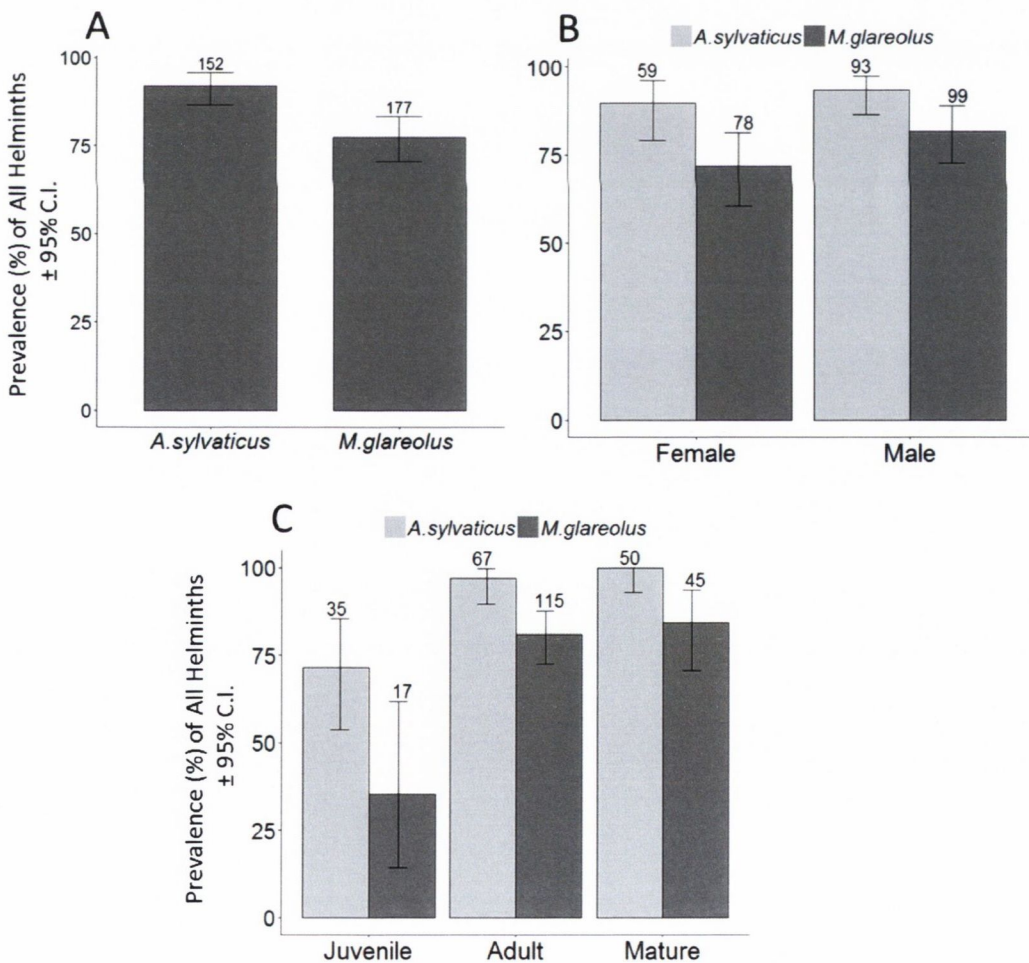 A
Prevalence (%) of All Helminths
± 95% C.I.
100
75
50
25
0
152
177
A.sylvaticus
M.glareolus
B
A.sylvaticus M.glareolus
100
75
50
25
0
59
78
93
99
Female
Male
C
A.sylvaticus M.glareolus
Prevalence (%) of All Helminths
± 95% C.I.
100
75
50
25
0
35
17
67
115
50
45
Juvenile
Adult
Mature